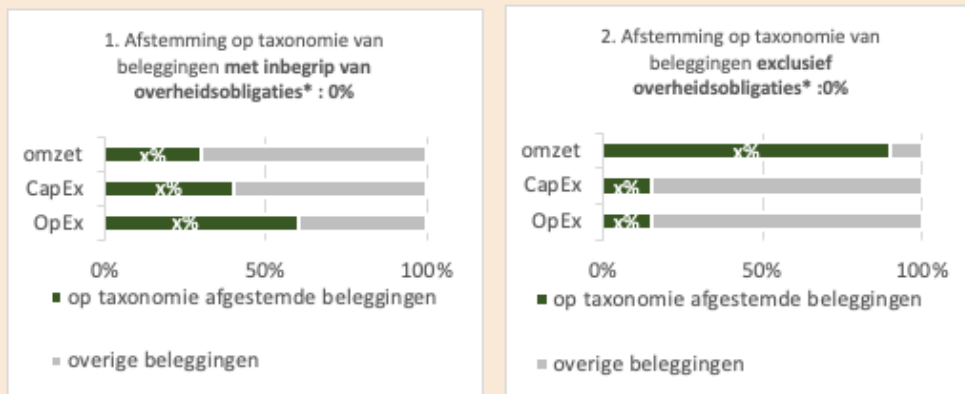 1. Afstemming op taxonomie van
beleggingen met inbegrip van
overheidsobligaties* : 0%
omzet
x%
CapEx
x%
OpEx
x%
0%
50%
100%
op taxonomie afgestemde beleggingen
overige beleggingen
2. Afstemming op taxonomie van
beleggingen exclusief
overheidsobligaties* :0%
omzet
x%
CapEx
x%
OpEx
x%
0%
50%
100%
op taxonomie afgestemde beleggingen
overige beleggingen